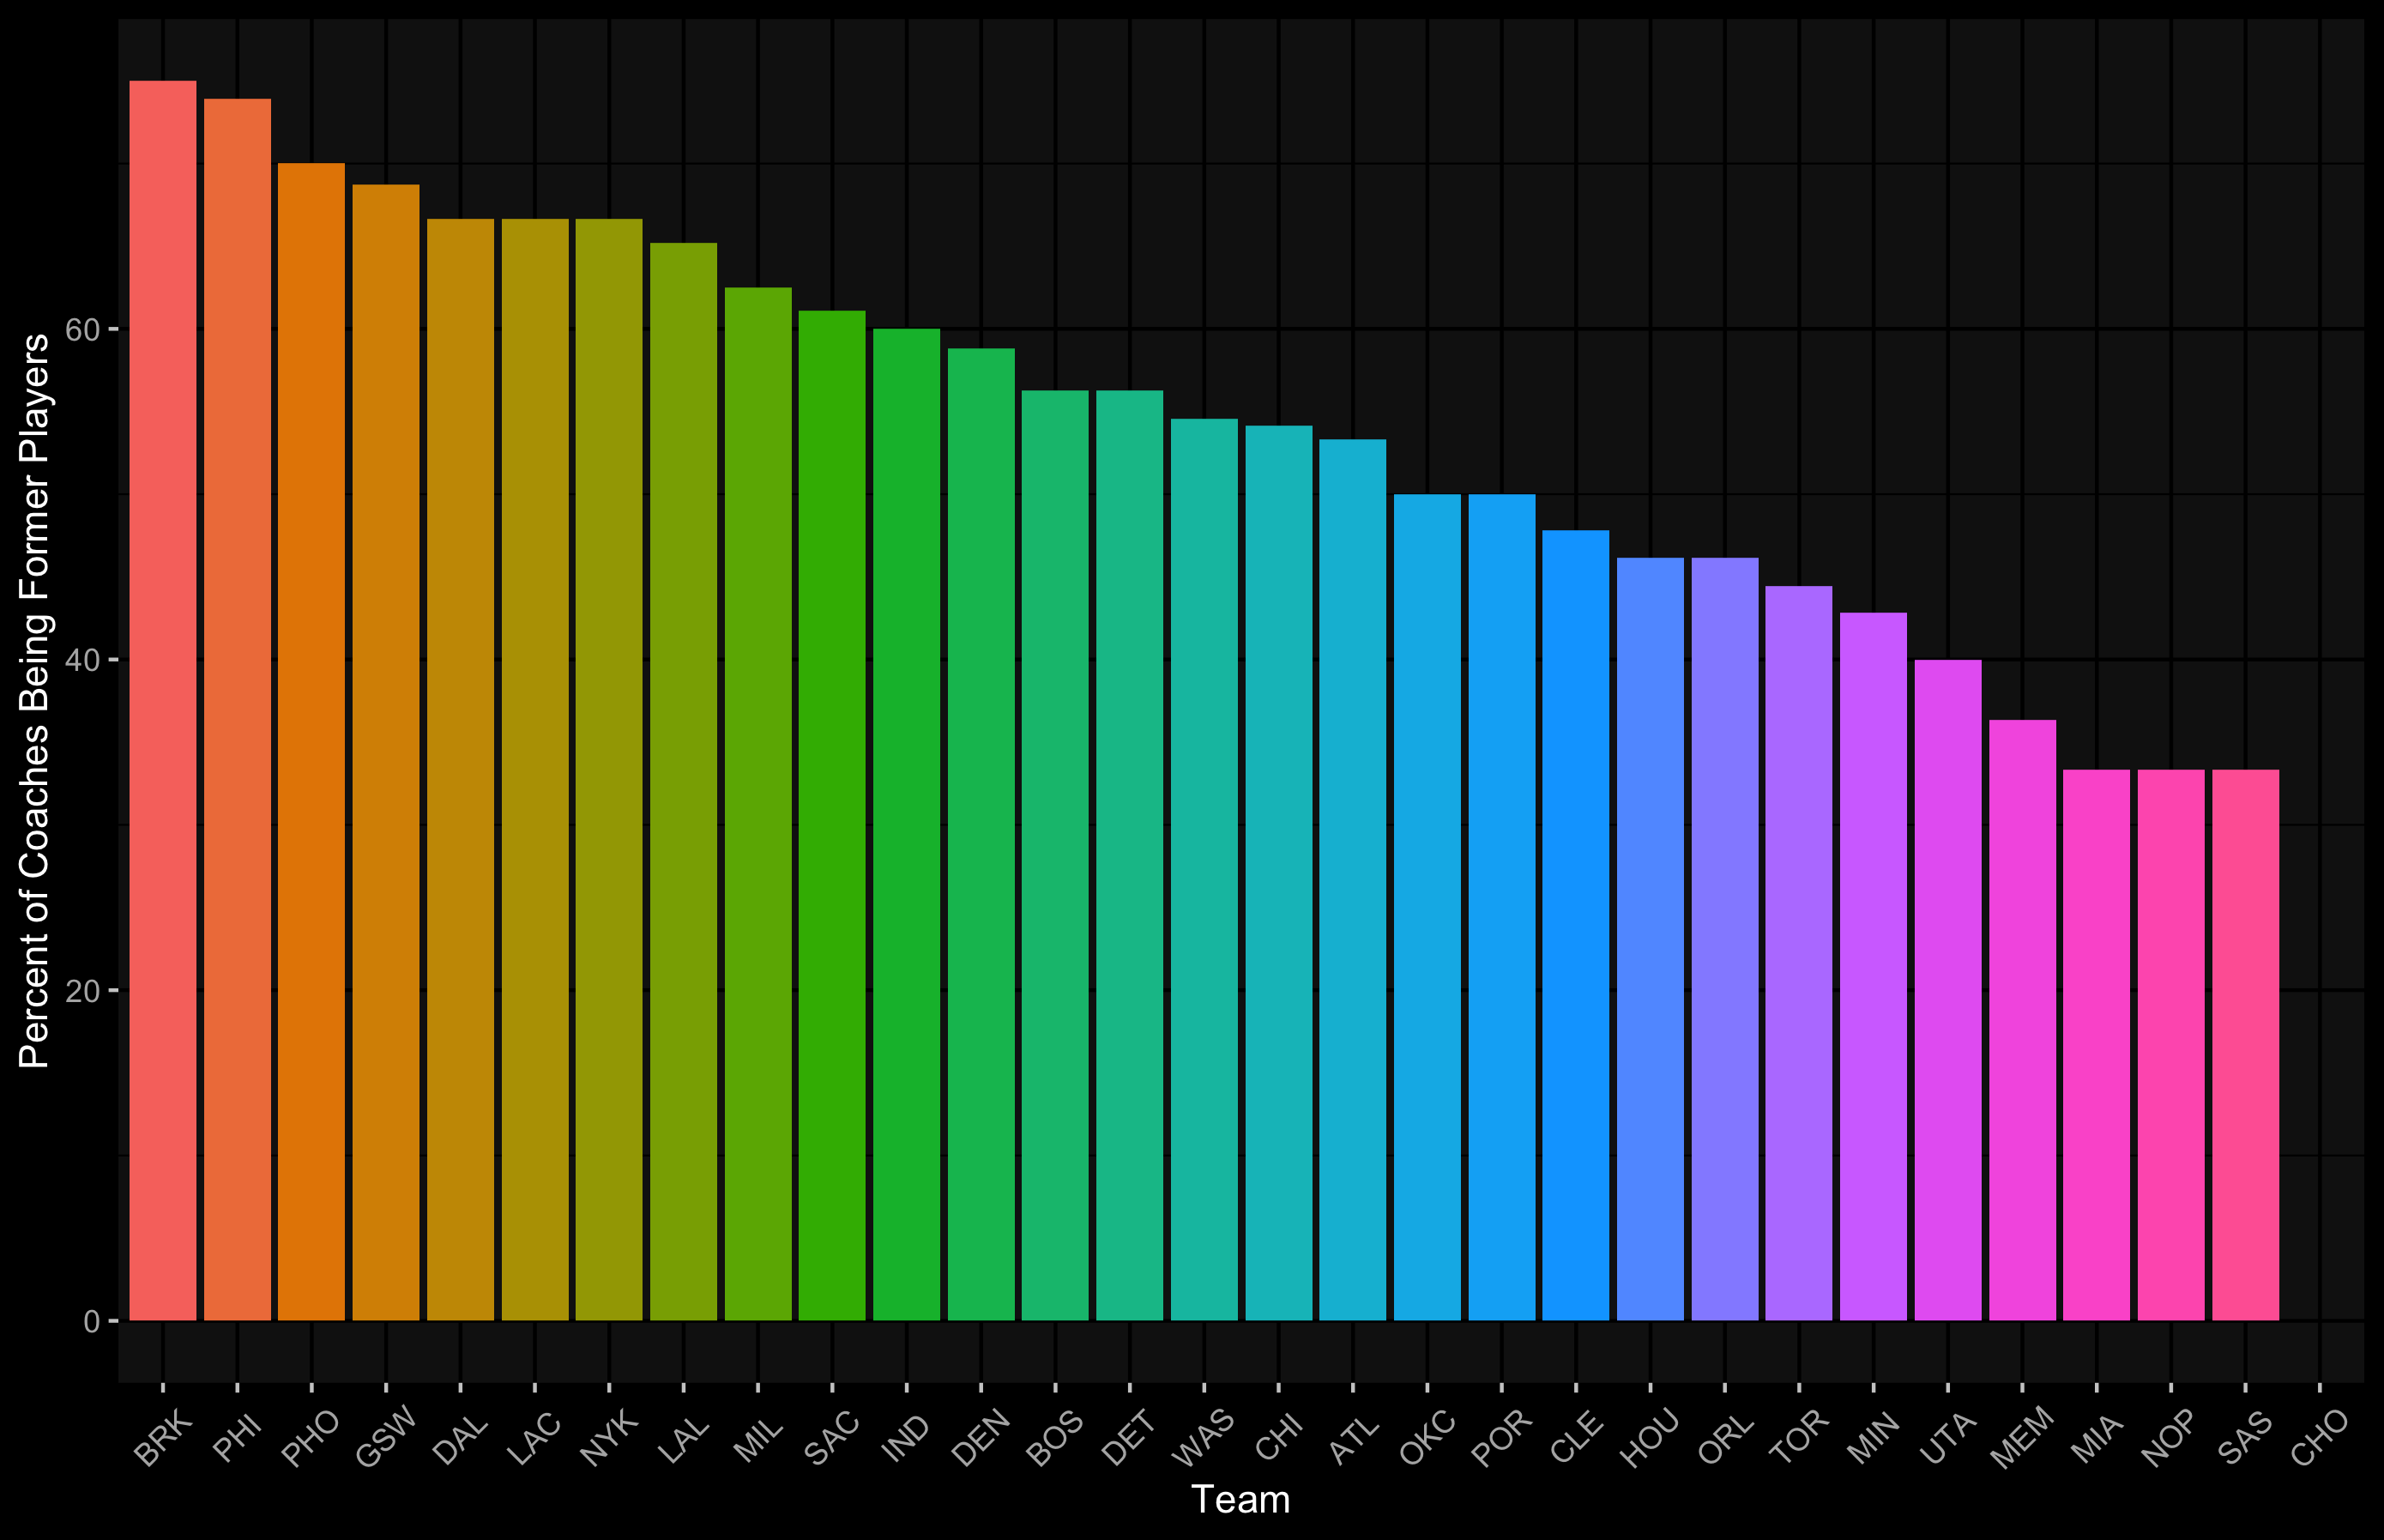 Percent of Coaches Being Former Players
60
40
20
0
BRK PHI PHO GSW DAL LAC NYK LAL MIL SAC IND DEN BOS DET WAS CHI ATL OKC POR CLE HOU ORL TOR MIN UTA MEM MIA NOP SAS CHO
Team